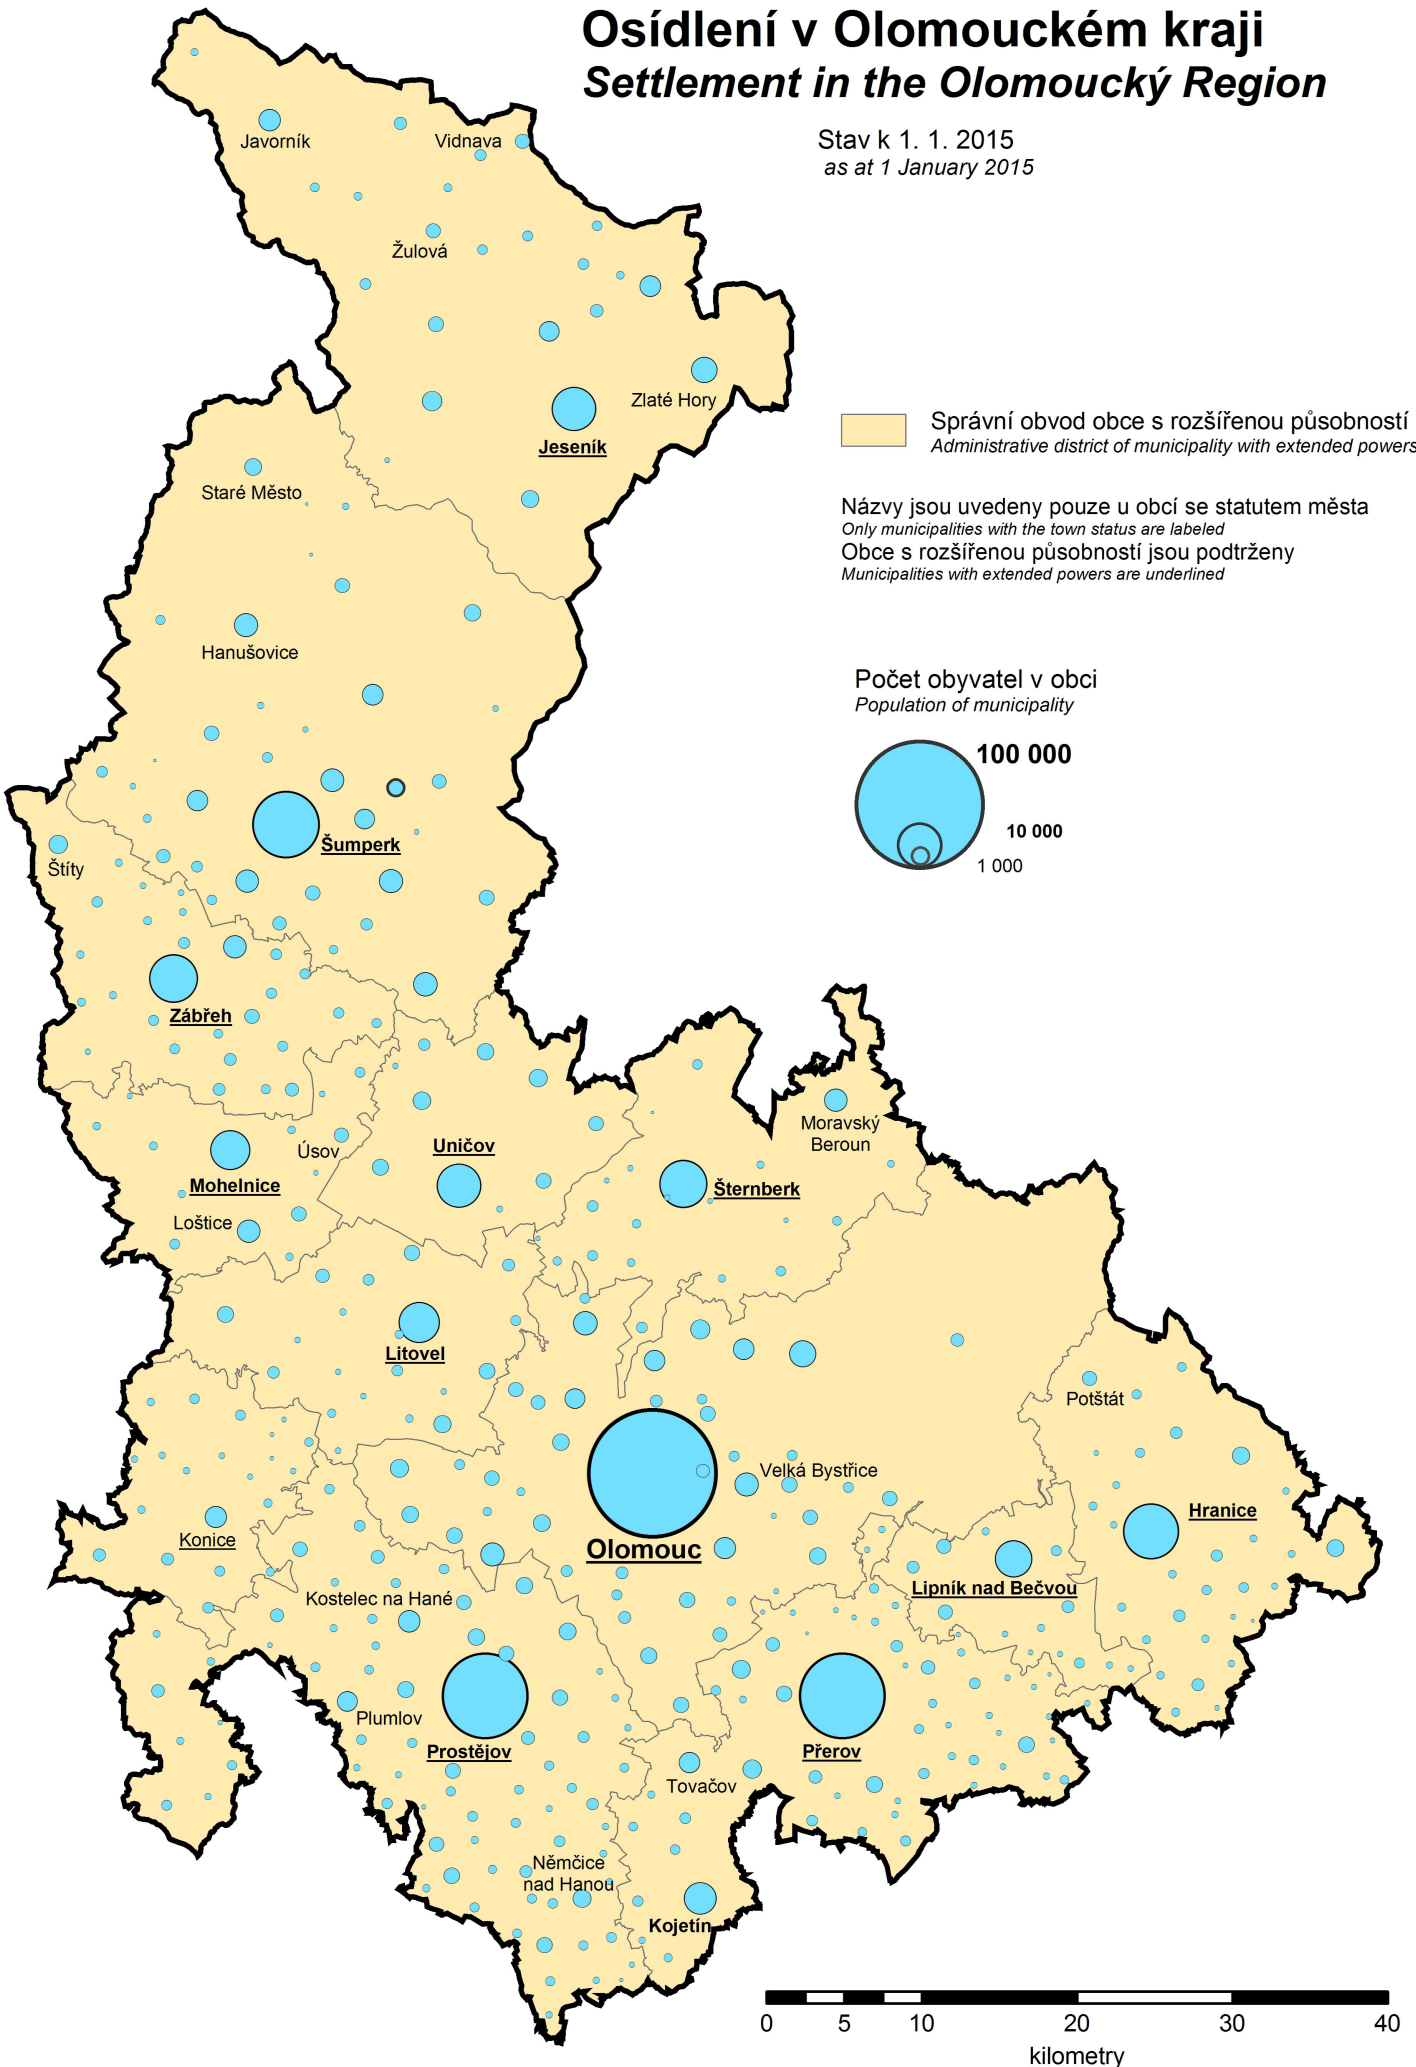 Osídlení v Olomouckém kraji
Settlement in the Olomoucký Region
Stav k 1. 1. 2015
as at 1 January 2015
Javorník
Vidnava
Žulová
Zlaté Hory
Jeseník
Správní obvod obce s rozšířenou působností
Administrative district of municipality with extended powers
Staré Město
Názvy jsou uvedeny pouze u obcí se statutem města
Only municipalities with the town status are labeled
Obce s rozšířenou působností jsou podtrženy
Municipalities with extended powers are underlined
Hanušovice
Počet obyvatel v obci
Population of municipality
100 000
10 000
1 000
Šumperk
Štíty
Zábřeh
Moravský
Beroun
Uničov
Úsov
Mohelnice
Šternberk
Loštice
Litovel
Potštát
Velká Bystřice
Hranice
Konice
Olomouc
Lipník nad Bečvou
Kostelec na Hané
Plumlov
Prostějov
Přerov
Tovačov
Němčice
nad Hanou
Kojetín
0 5 10 20 30 40
kilometry